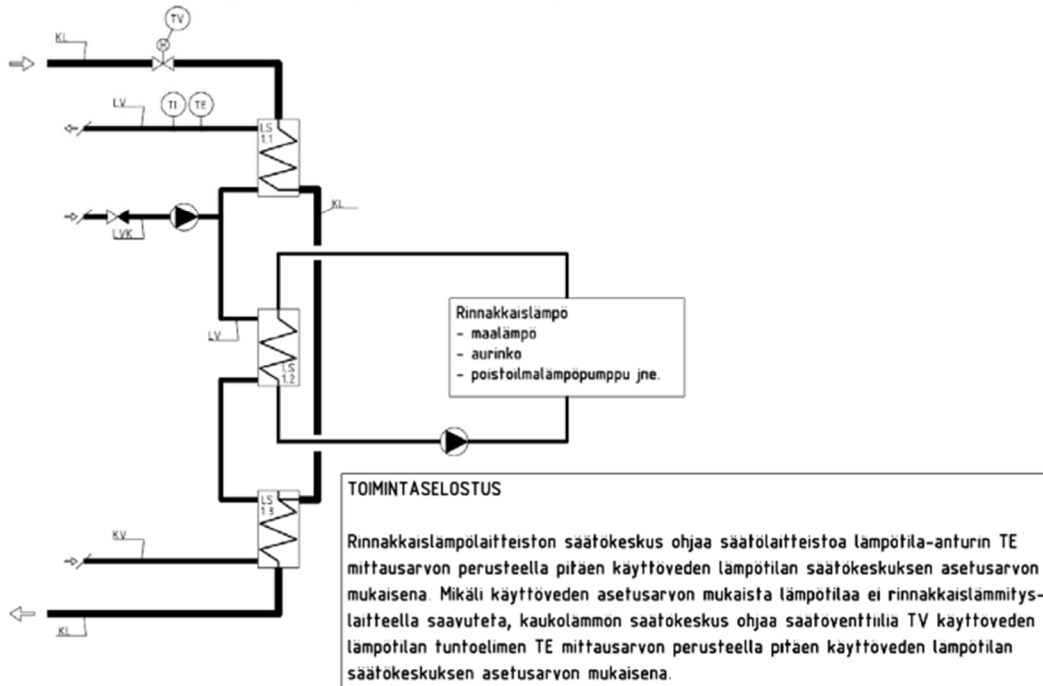 TV
H
KL
LV
TI
TE
LS
1.1
KL
LVK
Rinnakkaislämpö
- maalämpö
- aurinko
- poistoilmalämpöpumppu jne.
LV
LS
1.2
TOIMINTASELOSTUS
LS
1.3
Rinnakkaislämpölaitteiston säätökeskus ohjaa säätölaitteistoa lämpötila-anturin TE
mittausarvon perusteella pitäen käyttöveden lämpötilan säätökeskuksen asetusarvon
mukaisena. Mikäli käyttöveden asetusarvon mukaista lämpötilaa ei rinnakkaislämmitys-
laitteella saavuteta, kaukolämmön säätökeskus ohjaa säätöventtiiliä TV käyttöveden
lämpötilan tuntoelimen TE mittausarvon perusteella pitäen käyttöveden lämpötilan
säätökeskuksen asetusarvon mukaisena.
KV
KL